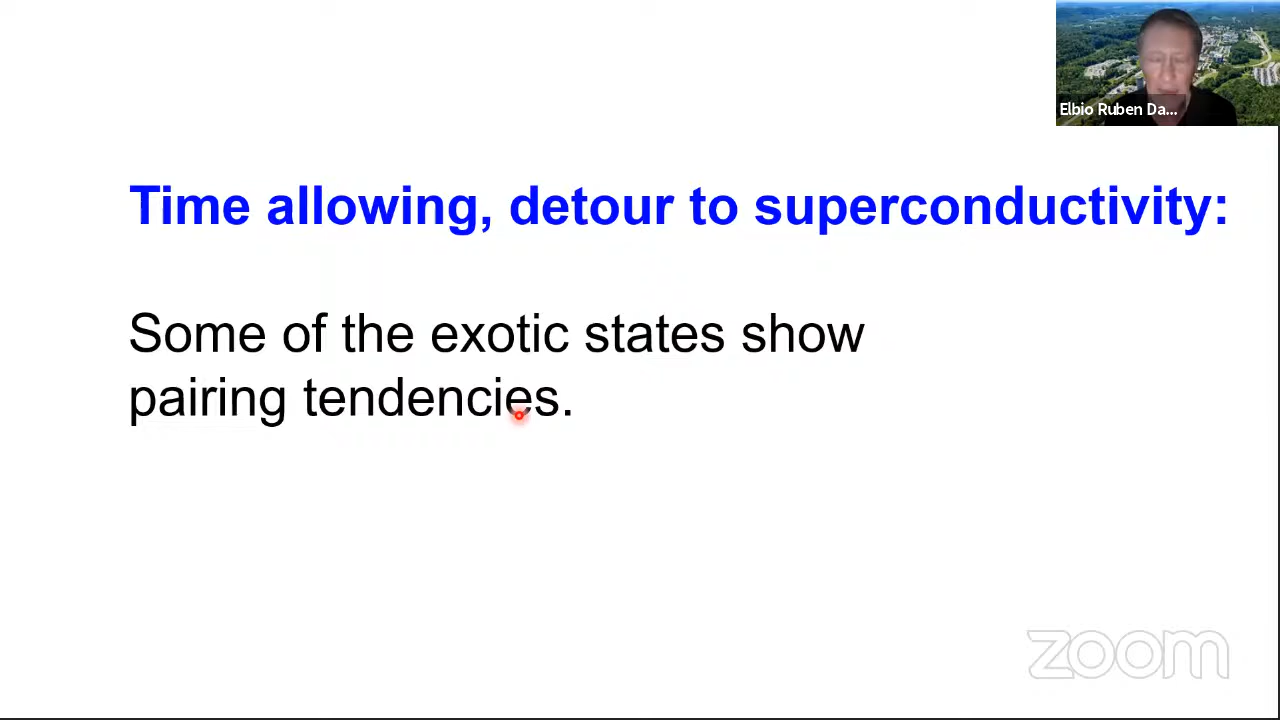 Elbio Ruben Da...
Time allowing, detour to superconductivity:
Some of the exotic states show
pairing tendencies.
zoom